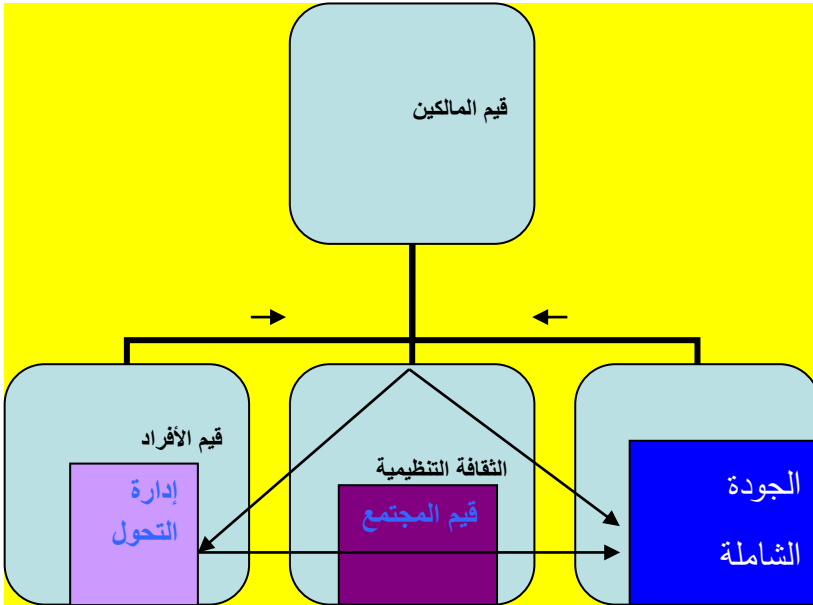 قيم المالكين
الجودة
الشاملة
الثقافة التنظيمية
قيم المجتمع
قيم الأفراد
إدارة
التحول